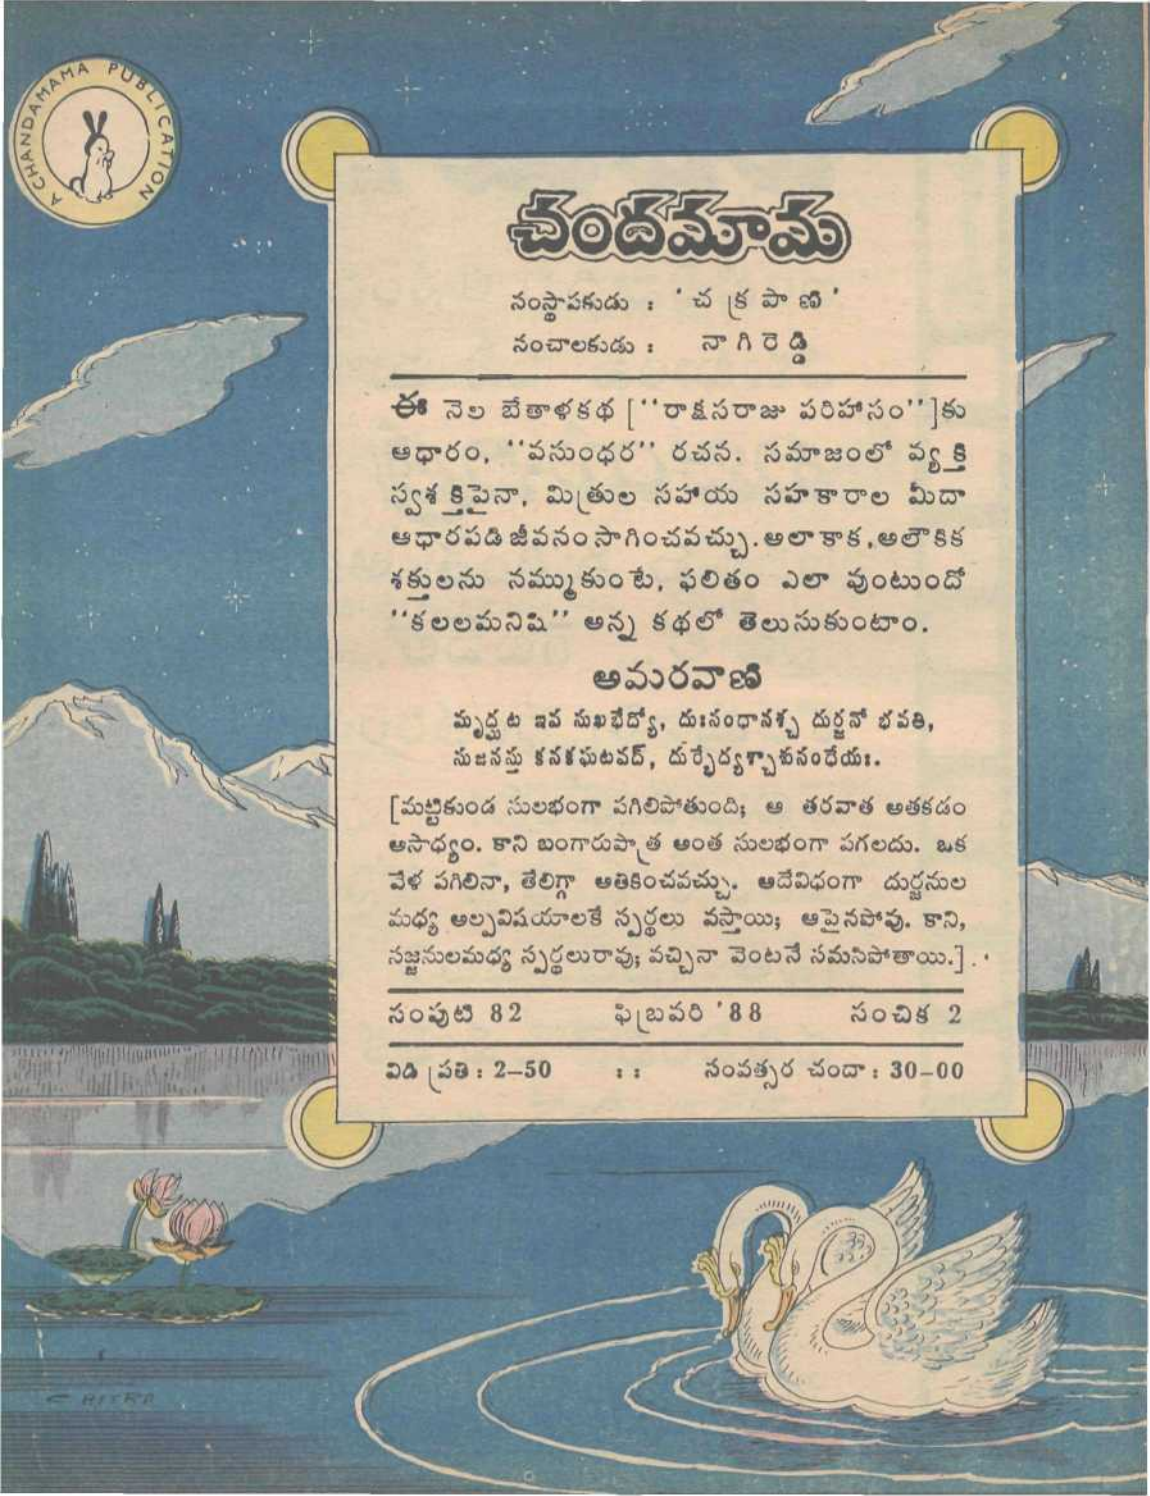 A CHANDAMAMA PUBLICATION
చందమామ
సంస్థాపకుడు : 'చక్రపాణి'
సంచాలకుడు : నాగిరెడ్డి
ఈ నెల బేతాళకథ [''రాక్షసరాజు పరిహాసం'']కు
ఆధారం, ''వసుంధర'' రచన. సమాజంలో వ్యక్తి
స్వశక్తిపైనా, మిత్రుల సహాయ సహకారాల మీదా
ఆధారపడి జీవనం సాగించవచ్చు. అలా కాక, అలౌకిక
శక్తులను నమ్ముకుంటే, ఫలితం ఎలా వుంటుందో
''కలలమనిషి'' అన్న కథలో తెలుసుకుంటాం.
అమరవాణి
మృద్ఘట ఇవ సుఖభేద్యో, దుఃసంధానశ్చ దుర్జనో భవతి,
సుజనస్తు కనకఘటవద్, దుర్భేద్యశ్చాశుసంధేయః.
[మట్టికుండ సులభంగా పగిలిపోతుంది; ఆ తరవాత అతకడం
అసాధ్యం. కాని బంగారుపాత్ర అంత సులభంగా పగలదు. ఒక
వేళ పగిలినా, తేలిగ్గా అతికించవచ్చు. అదేవిధంగా దుర్జనుల
మధ్య అల్పవిషయాలకే స్పర్థలు వస్తాయి; ఆపైనపోవు. కాని,
సజ్జనులమధ్య స్పర్థలురావు; వచ్చినా వెంటనే సమసిపోతాయి.]
సంపుటి 82 ఫిబ్రవరి '88 సంచిక 2
విడి ప్రతి : 2–50 : : సంవత్సర చందా : 30–00
CHITRA